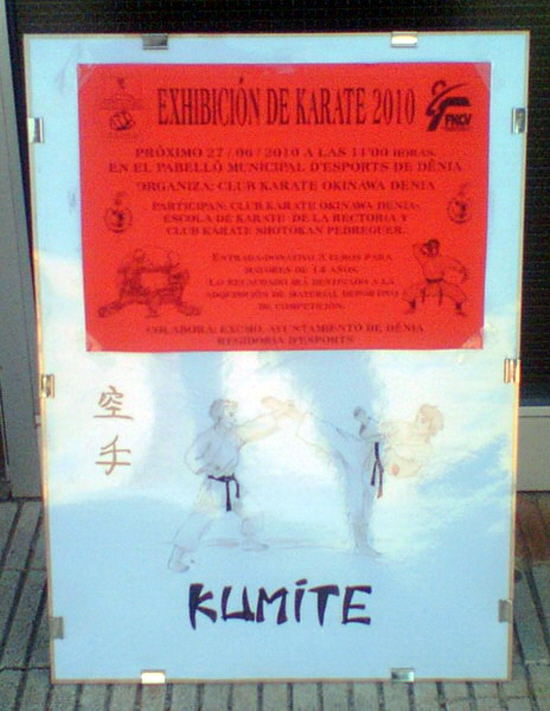 EXHIBICIÓN DE KARATE 2010
FKCV
PRÓXIMO 27 / 06 / 2010 A LAS 11'00 HORAS.
EN EL PABELLÓ MUNICIPAL D'ESPORTS DE DÉNIA
ORGANIZA: CLUB KARATE OKINAWA DENIA
PARTICIPAN: CLUB KARATE OKINAWA DENIA-
ESCOLA DE KARATE DE LA RECTORIA Y
CLUB KARATE SHOTOKAN PEDREGUER.
ENTRADA-DONATIVO 3 EUROS PARA
MAYORES DE 14 AÑOS.
LO RECAUDADO IRÁ DESTINADO A LA
ADQUISICIÓN DE MATERIAL DEPORTIVO
DE COMPETICIÓN.
COLABORA: EXCMO. AYUNTAMIENTO DE DÉNIA
REGIDORIA D'ESPORTS
空
手
KUMITE